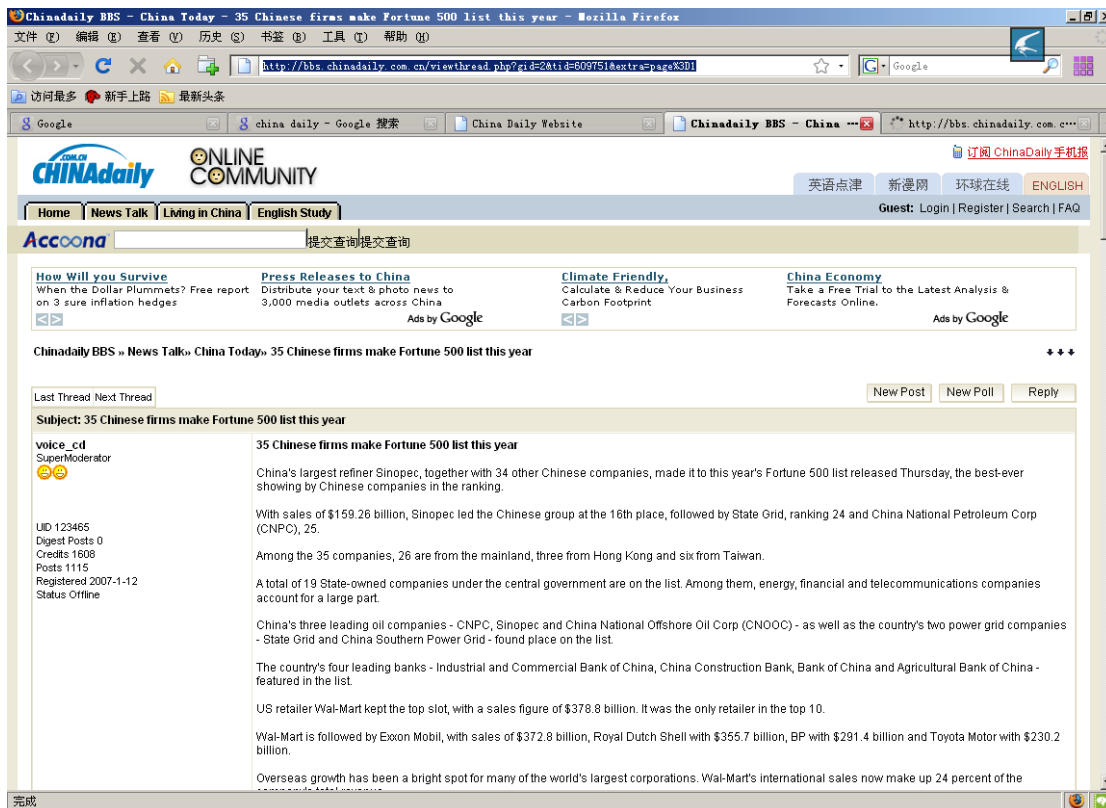 Chinadaily BBS - China Today - 35 Chinese firms make Fortune 500 list this year - Mozilla Firefox
文件 (F) 编辑 (E) 查看 (V) 历史 (S) 书签 (B) 工具 (T) 帮助 (H)
http://bbs.chinadaily.com.cn/viewthread.php?gid=2&tid=609751&extra=page%3D1
G Google
访问最多 新手上路 最新头条
Google
china daily - Google 搜索
China Daily Website
Chinadaily BBS - China ...
http://bbs.chinadaily.com.c...
.COM.CN
CHINAdaily
ONLINE
COMMUNITY
订阅 ChinaDaily手机报
英语点津 新漫网 环球在线 ENGLISH
Home News Talk Living in China English Study
Guest: Login | Register | Search | FAQ
Accoona 提交查询 提交查询
How Will you Survive
When the Dollar Plummets? Free report
on 3 sure inflation hedges
Press Releases to China
Distribute your text & photo news to
3,000 media outlets across China
Ads by Google
Climate Friendly,
Calculate & Reduce Your Business
Carbon Footprint
China Economy
Take a Free Trial to the Latest Analysis &
Forecasts Online.
Ads by Google
Chinadaily BBS » News Talk» China Today» 35 Chinese firms make Fortune 500 list this year
Last Thread Next Thread
New Post New Poll Reply
Subject: 35 Chinese firms make Fortune 500 list this year
voice_cd
SuperModerator
UID 123465
Digest Posts 0
Credits 1608
Posts 1115
Registered 2007-1-12
Status Offline
35 Chinese firms make Fortune 500 list this year
China's largest refiner Sinopec, together with 34 other Chinese companies, made it to this year's Fortune 500 list released Thursday, the best-ever
showing by Chinese companies in the ranking.
With sales of $159.26 billion, Sinopec led the Chinese group at the 16th place, followed by State Grid, ranking 24 and China National Petroleum Corp
(CNPC), 25.
Among the 35 companies, 26 are from the mainland, three from Hong Kong and six from Taiwan.
A total of 19 State-owned companies under the central government are on the list. Among them, energy, financial and telecommunications companies
account for a large part.
China's three leading oil companies - CNPC, Sinopec and China National Offshore Oil Corp (CNOOC) - as well as the country's two power grid companies
- State Grid and China Southern Power Grid - found place on the list.
The country's four leading banks - Industrial and Commercial Bank of China, China Construction Bank, Bank of China and Agricultural Bank of China -
featured in the list.
US retailer Wal-Mart kept the top slot, with a sales figure of $378.8 billion. It was the only retailer in the top 10.
Wal-Mart is followed by Exxon Mobil, with sales of $372.8 billion, Royal Dutch Shell with $355.7 billion, BP with $291.4 billion and Toyota Motor with $230.2
billion.
Overseas growth has been a bright spot for many of the world's largest corporations. Wal-Mart's international sales now make up 24 percent of the
完成